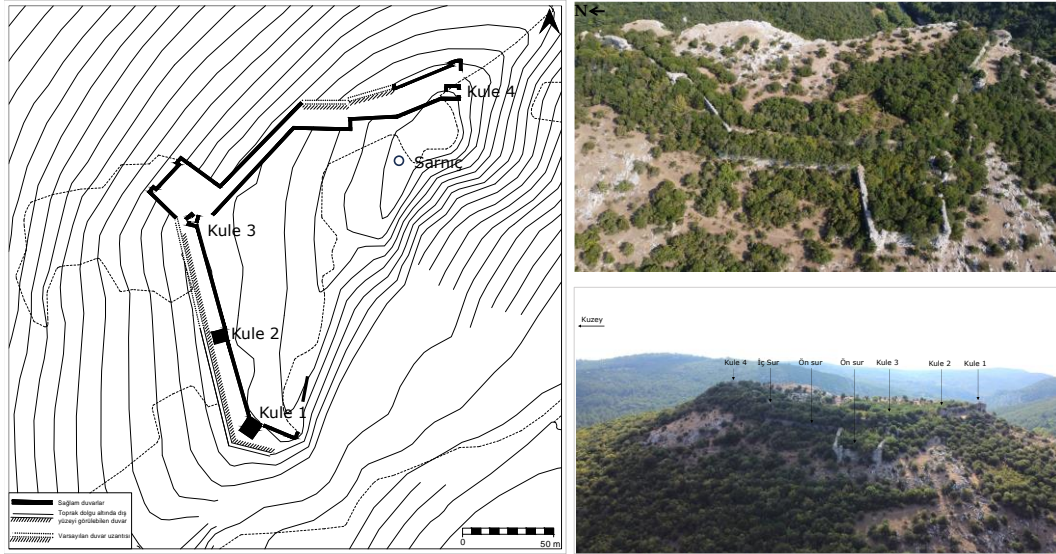 Kule 4
Sarnıç
Kule 3
Kule 2
Kule 1
Sağlam duvarlar
Toprak dolgu altında dış
yüzeyi görülebilen duvar
Varsayılan duvar uzantısı
0 50 m
N
Kuzey
Kule 4 İç Sur Ön sur Ön sur Kule 3 Kule 2 Kule 1